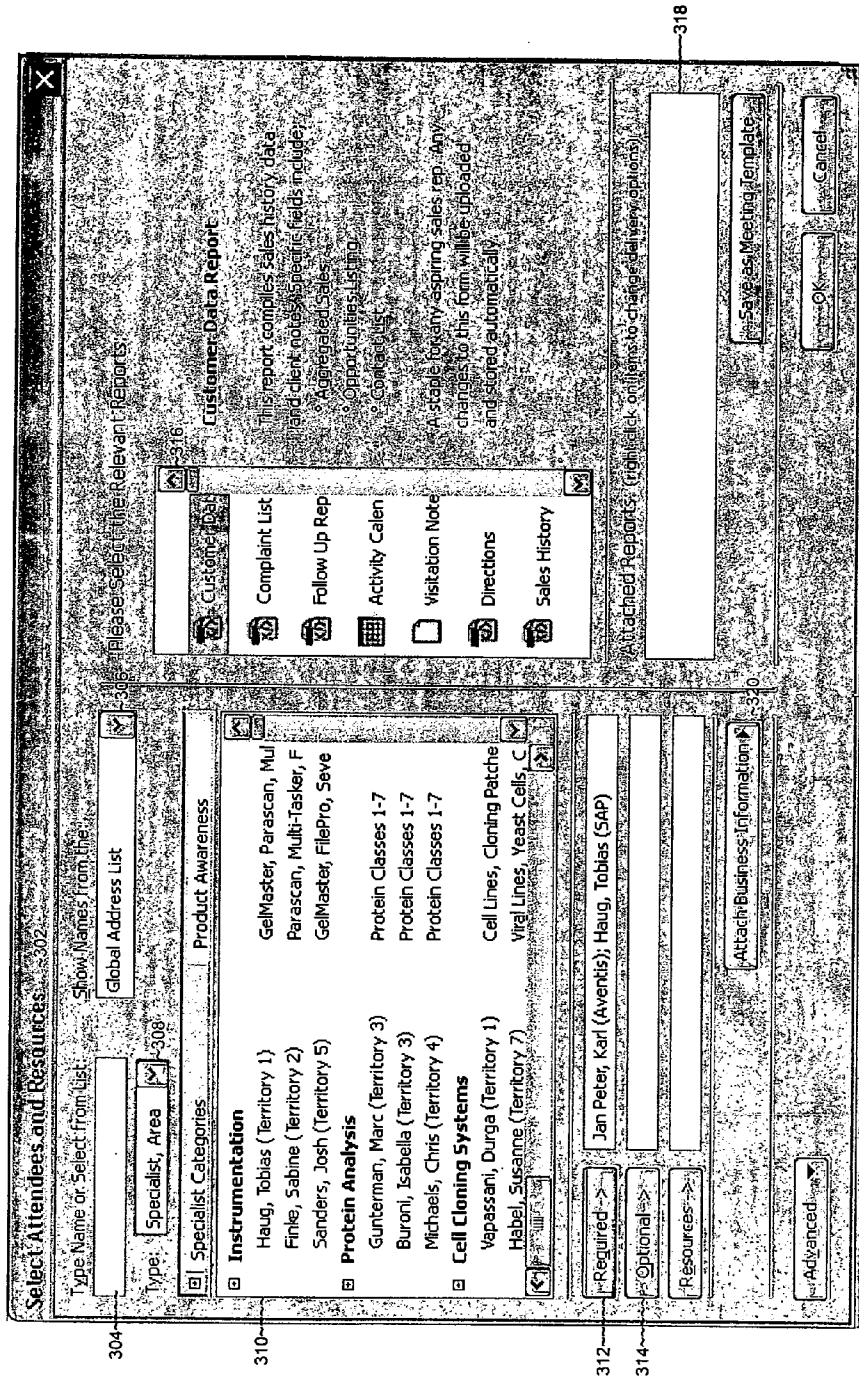 Select Attendees and Resources ~302
Type Name or Select from List:
Show Names from the:
304~
Global Address List ~306
Type: Specialist, Area ~308
Specialist Categories Product Awareness
310~
Instrumentation
Haug, Tobias (Territory 1) GelMaster, Parascan, Mul
Finke, Sabine (Territory 2) Parascan, Multi-Tasker, F
Sanders, Josh (Territory 5) GelMaster, FilePro, Seve
Protein Analysis
Gunterman, Marc (Territory 3) Protein Classes 1-7
Buroni, Isabella (Territory 3) Protein Classes 1-7
Michaels, Chris (Territory 4) Protein Classes 1-7
Cell Cloning Systems
Vapassani, Durga (Territory 1) Cell Lines, Cloning Patche
Habel, Susanne (Territory 7) Viral Lines, Yeast Cells, C
312~ Required -> Jan Peter, Karl (Aventis); Haug, Tobias (SAP)
314~ Optional ->
Resources ->
Attach Business Information ~320
Advanced
Please Select the Relevant Reports:
~316
Customer Dat
Complaint List
Follow Up Rep
Activity Calen
Visitation Note
Directions
Sales History
Customer Data Report:
This report compiles sales history data
and client notes. Specific fields include:
° Aggregated Sales
° Opportunities Listing
° Contact List
A staple for any aspiring sales rep. Any
changes to this form will be uploaded
and stored automatically.
Attached Reports: (right click on items to change delivery options)
~318
Save as Meeting Template
OK Cancel